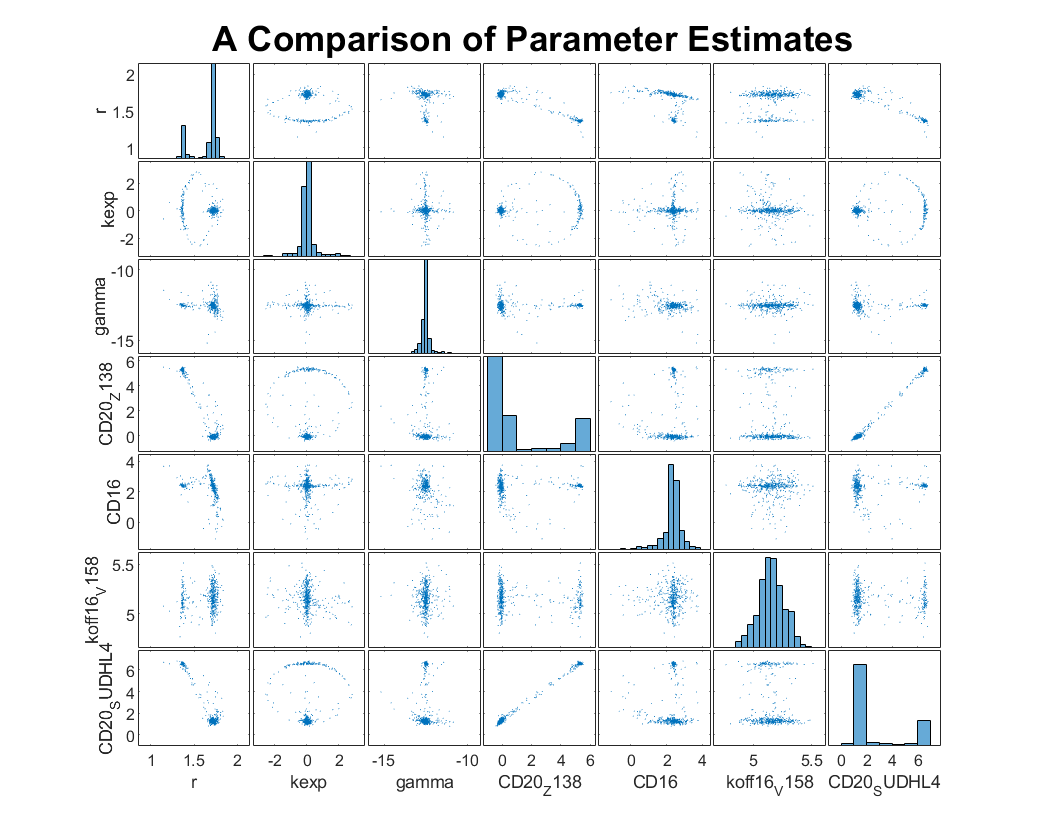 A Comparison of Parameter Estimates
r
2
1.5
1
kexp
2
0
-2
gamma
-10
-15
CD20Z138
6
4
2
0
CD16
4
2
0
koff16V158
5.5
5
CD20SUDHL4
6
4
2
0
1 1.5 2 -2 0 2 -15 -10 0 2 4 6 0 2 4 5 5.5 0 2 4 6
r kexp gamma CD20Z138 CD16 koff16V158 CD20SUDHL4